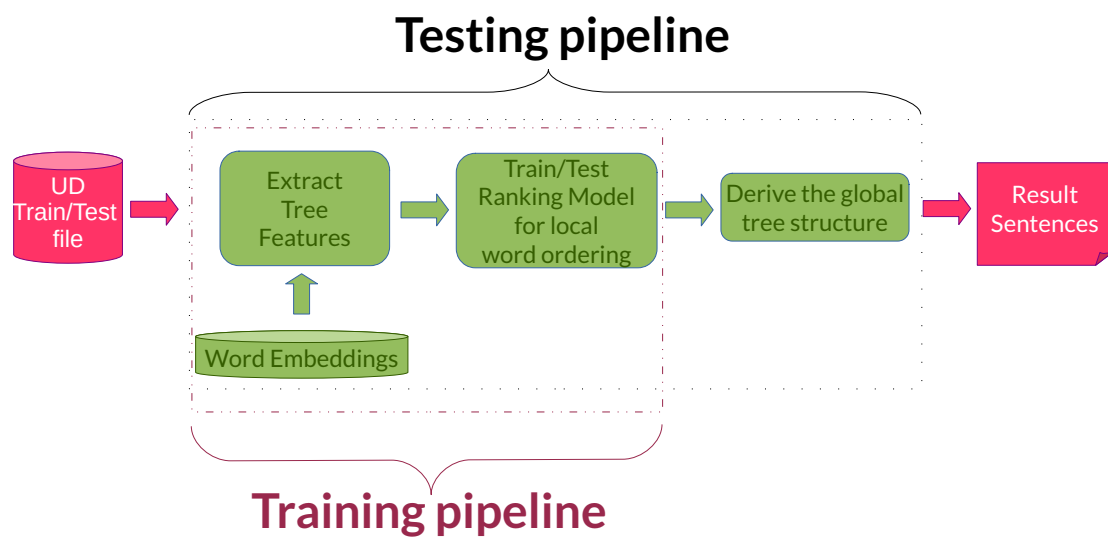 Testing pipeline
UD
Train/Test
file
Extract
Tree
Features
Train/Test
Ranking Model
for local
word ordering
Derive the global
tree structure
Result
Sentences
Word Embeddings
Training pipeline